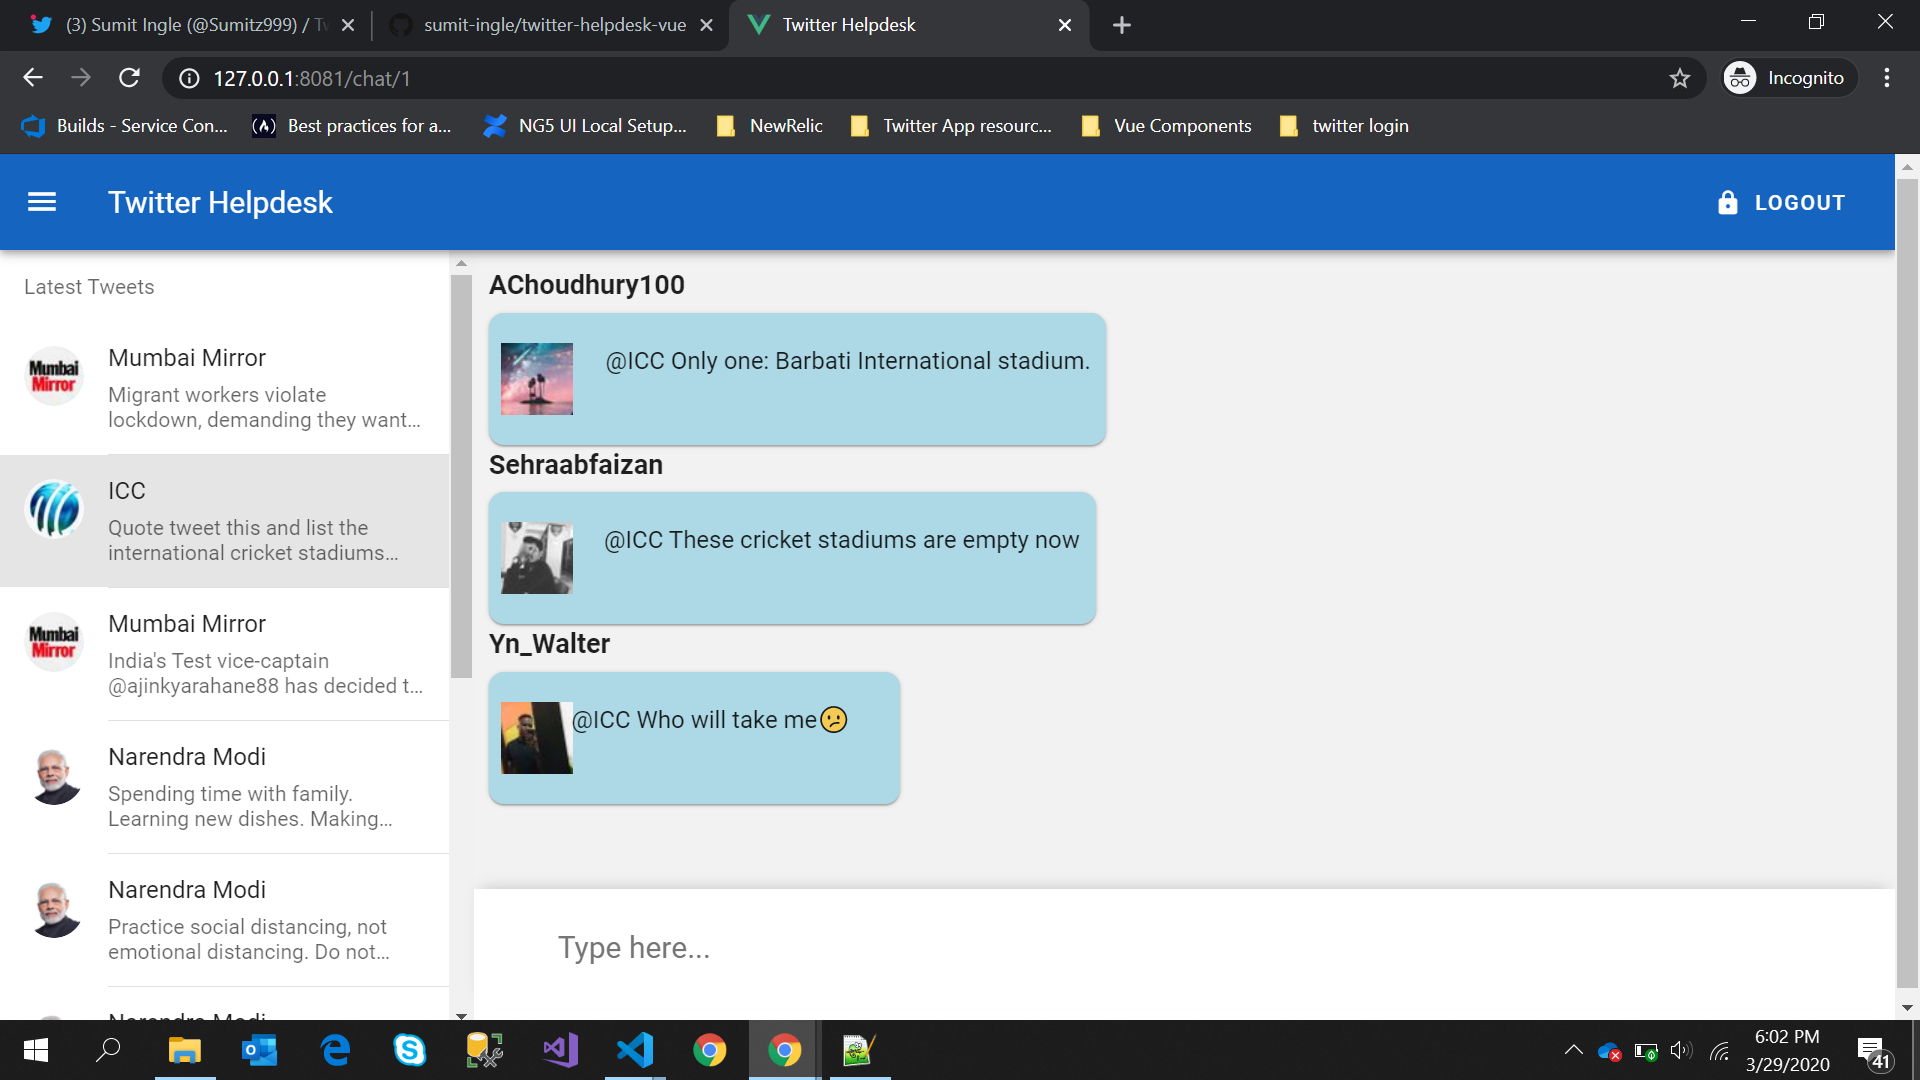 (3) Sumit Ingle (@Sumitz999) / Tw
sumit-ingle/twitter-helpdesk-vue
Twitter Helpdesk
127.0.0.1:8081/chat/1
Incognito
Builds - Service Con...
Best practices for a...
NG5 UI Local Setup...
NewRelic
Twitter App resourc...
Vue Components
twitter login
Twitter Helpdesk
LOGOUT
Latest Tweets
Mumbai Mirror
Mumbai Mirror
Migrant workers violate
lockdown, demanding they want...
ICC
Quote tweet this and list the
international cricket stadiums...
Mumbai Mirror
Mumbai Mirror
India's Test vice-captain
@ajinkyarahane88 has decided t...
Narendra Modi
Spending time with family.
Learning new dishes. Making...
Narendra Modi
Practice social distancing, not
emotional distancing. Do not...
Narendra Modi
AChoudhury100
@ICC Only one: Barbati International stadium.
Sehraabfaizan
@ICC These cricket stadiums are empty now
Yn_Walter
@ICC Who will take me😕
Type here...
6:02 PM
3/29/2020
41